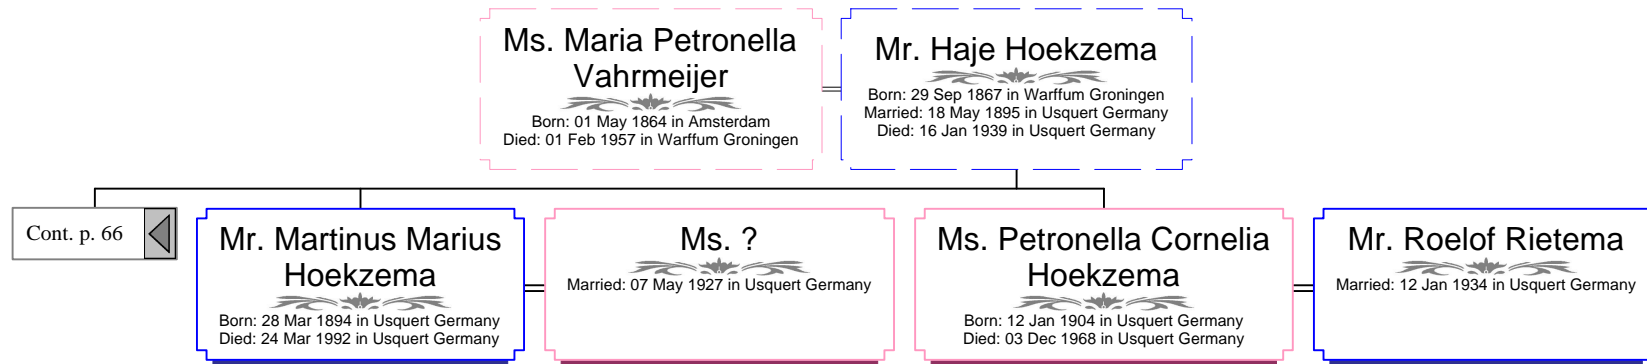 Ms. Maria Petronella
Vahrmeijer
Born: 01 May 1864 in Amsterdam
Died: 01 Feb 1957 in Warffum Groningen
Mr. Haje Hoekzema
Born: 29 Sep 1867 in Warffum Groningen
Married: 18 May 1895 in Usquert Germany
Died: 16 Jan 1939 in Usquert Germany
Cont. p. 66
Mr. Martinus Marius
Hoekzema
Born: 28 Mar 1894 in Usquert Germany
Died: 24 Mar 1992 in Usquert Germany
Ms. ?
Married: 07 May 1927 in Usquert Germany
Ms. Petronella Cornelia
Hoekzema
Born: 12 Jan 1904 in Usquert Germany
Died: 03 Dec 1968 in Usquert Germany
Mr. Roelof Rietema
Married: 12 Jan 1934 in Usquert Germany